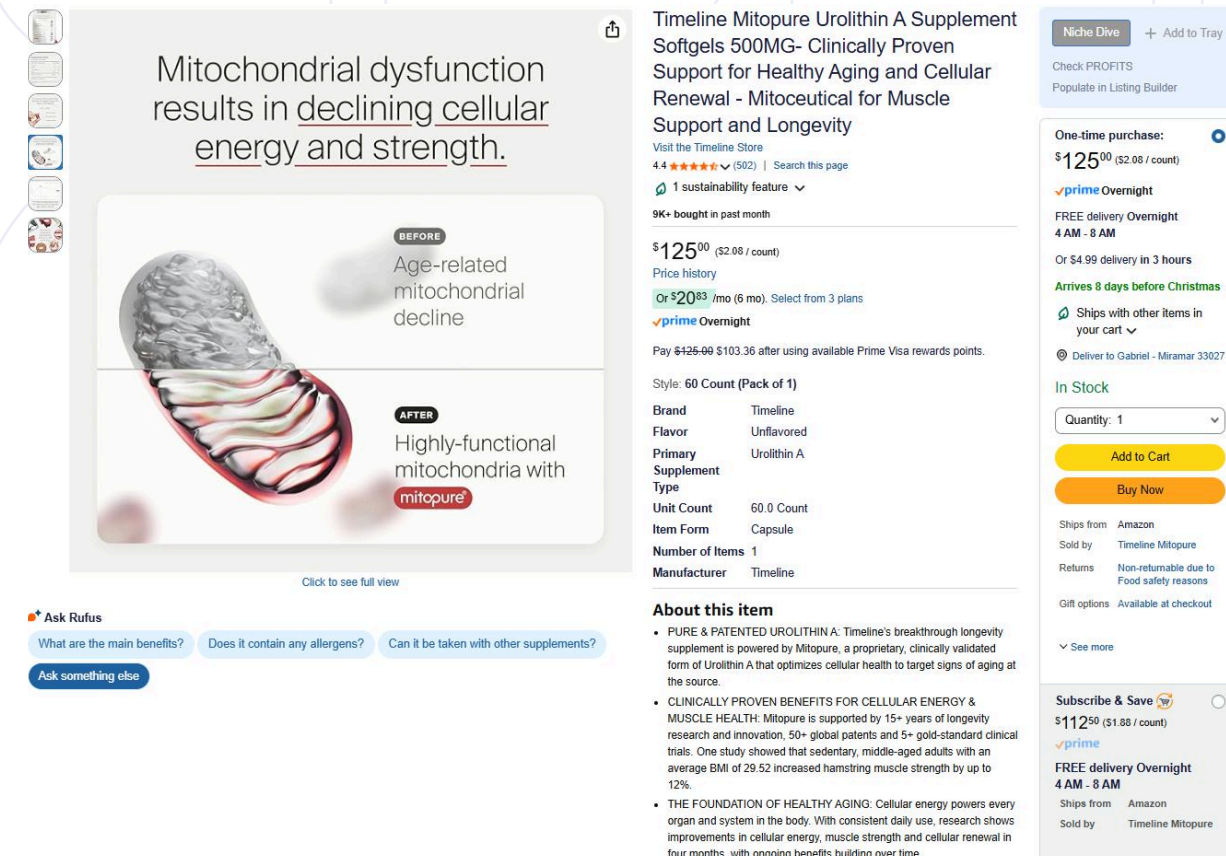 Mitochondrial dysfunction
results in declining cellular
energy and strength.
BEFORE
Age-related
mitochondrial
decline
AFTER
Highly-functional
mitochondria with
mitopure®
Click to see full view
Ask Rufus
What are the main benefits?
Does it contain any allergens?
Can it be taken with other supplements?
Ask something else
Timeline Mitopure Urolithin A Supplement
Softgels 500MG- Clinically Proven
Support for Healthy Aging and Cellular
Renewal - Mitoceutical for Muscle
Support and Longevity
Visit the Timeline Store
4.4 (502) | Search this page
1 sustainability feature
9K+ bought in past month
$12500 ($2.08 / count)
Price history
Or $2083 /mo (6 mo). Select from 3 plans
prime Overnight
Pay $125.00 $103.36 after using available Prime Visa rewards points.
Style: 60 Count (Pack of 1)
Brand Timeline
Flavor Unflavored
Primary Urolithin A
Supplement
Type
Unit Count 60.0 Count
Item Form Capsule
Number of Items 1
Manufacturer Timeline
About this item
• PURE & PATENTED UROLITHIN A: Timeline's breakthrough longevity
supplement is powered by Mitopure, a proprietary, clinically validated
form of Urolithin A that optimizes cellular health to target signs of aging at
the source.
• CLINICALLY PROVEN BENEFITS FOR CELLULAR ENERGY &
MUSCLE HEALTH: Mitopure is supported by 15+ years of longevity
research and innovation, 50+ global patents and 5+ gold-standard clinical
trials. One study showed that sedentary, middle-aged adults with an
average BMI of 29.52 increased hamstring muscle strength by up to
12%.
• THE FOUNDATION OF HEALTHY AGING: Cellular energy powers every
organ and system in the body. With consistent daily use, research shows
improvements in cellular energy, muscle strength and cellular renewal in
four months, with ongoing benefits building over time.
Niche Dive
+ Add to Tray
Check PROFITS
Populate in Listing Builder
One-time purchase:
$12500 ($2.08 / count)
prime Overnight
FREE delivery Overnight
4 AM - 8 AM
Or $4.99 delivery in 3 hours
Arrives 8 days before Christmas
Ships with other items in
your cart
Deliver to Gabriel - Miramar 33027
In Stock
Quantity: 1
Add to Cart
Buy Now
Ships from Amazon
Sold by Timeline Mitopure
Returns Non-returnable due to
Food safety reasons
Gift options Available at checkout
See more
Subscribe & Save
$11250 ($1.88 / count)
prime
FREE delivery Overnight
4 AM - 8 AM
Ships from Amazon
Sold by Timeline Mitopure